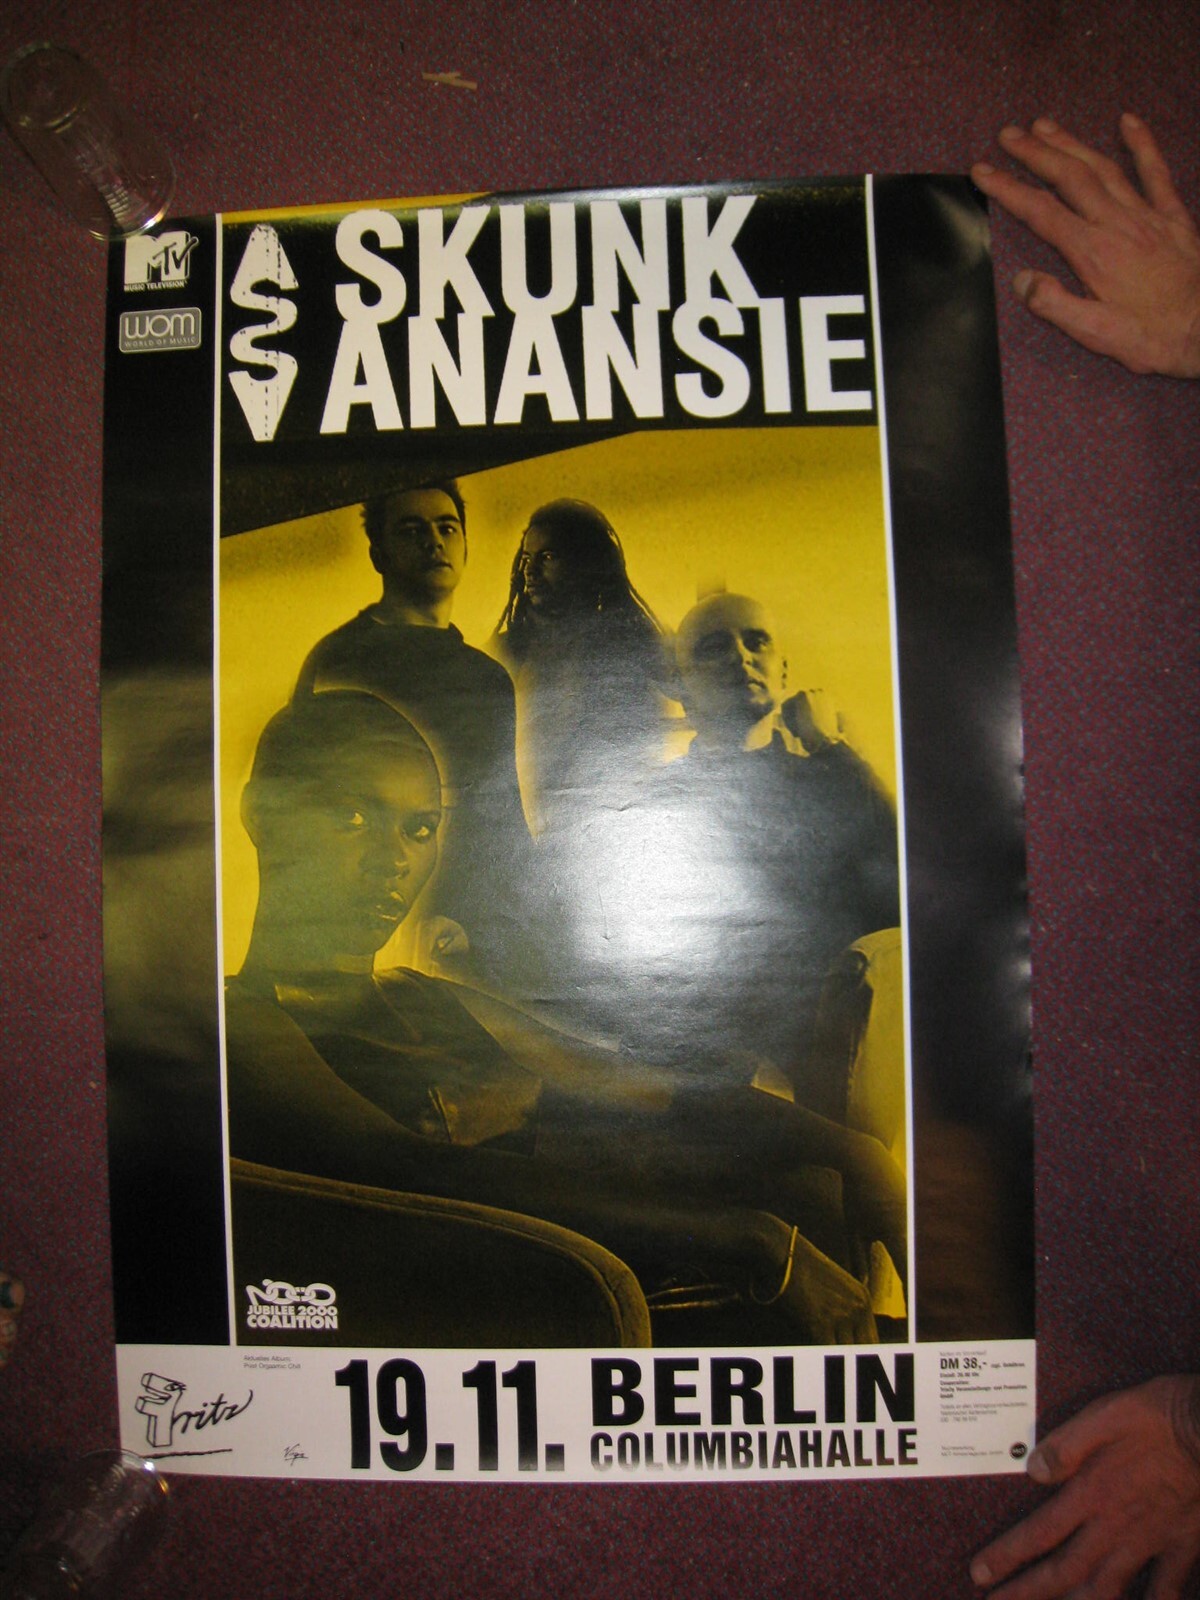 MTV
MUSIC TELEVISION
WOM
WORLD OF MUSIC
SKUNK
ANANSIE
JUBILEE 2000
COALITION
Fritz
Aktuelles Album:
Post Orgasmic Chill
19.11.
BERLIN
COLUMBIAHALLE
DM 38,-